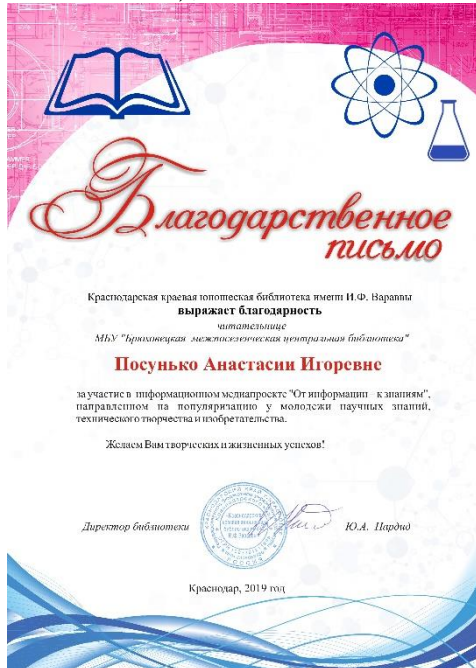 Благодарственное
письмо
Краснодарская краевая юношеская библиотека имени И.Ф. Вараввы
выражает благодарность
читательнице
МБУ "Брюховецкая межпоселенческая центральная библиотека"
Посунько Анастасии Игоревне
за участие в информационном медиапроекте "От информации - к знаниям",
направленном на популяризацию у молодежи научных знаний,
технического творчества и изобретательства.
Желаем Вам творческих и жизненных успехов!
Директор библиотеки
Ю.А. Нардид
Краснодар, 2019 год